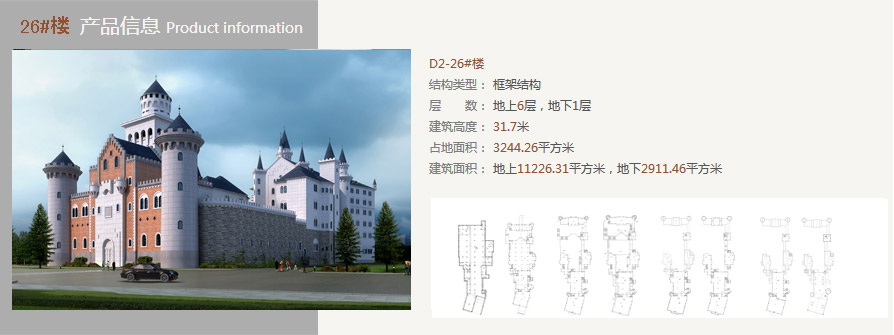 26#楼 产品信息 Product information
D2-26#楼
结构类型： 框架结构
层 数： 地上6层，地下1层
建筑高度： 31.7米
占地面积： 3244.26平方米
建筑面积： 地上11226.31平方米，地下2911.46平方米